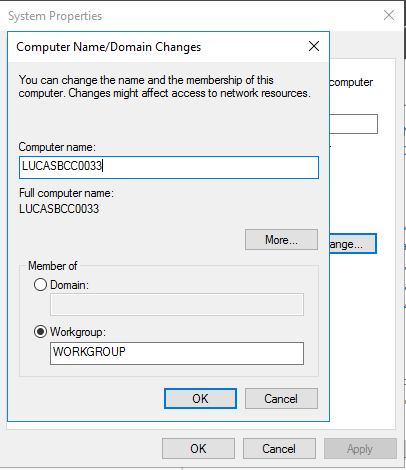 System Properties
Computer Name/Domain Changes
You can change the name and the membership of this
computer. Changes might affect access to network resources.
computer
Computer name:
LUCASBCC0033
Full computer name:
LUCASBCC0033
More...
ange...
Member of
Domain:
Workgroup:
WORKGROUP
OK Cancel
OK Cancel Apply